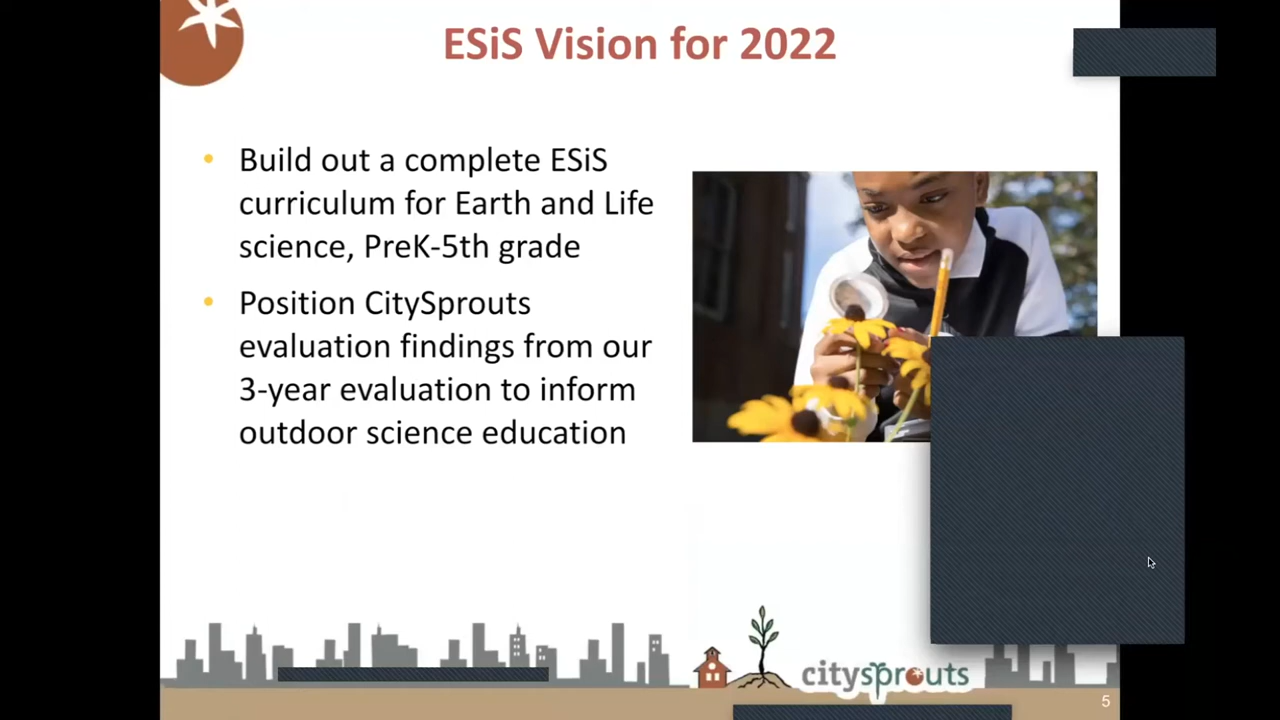 ESiS Vision for 2022
• Build out a complete ESiS
curriculum for Earth and Life
science, PreK-5th grade
• Position CitySprouts
evaluation findings from our
3-year evaluation to inform
outdoor science education
citysprouts
5